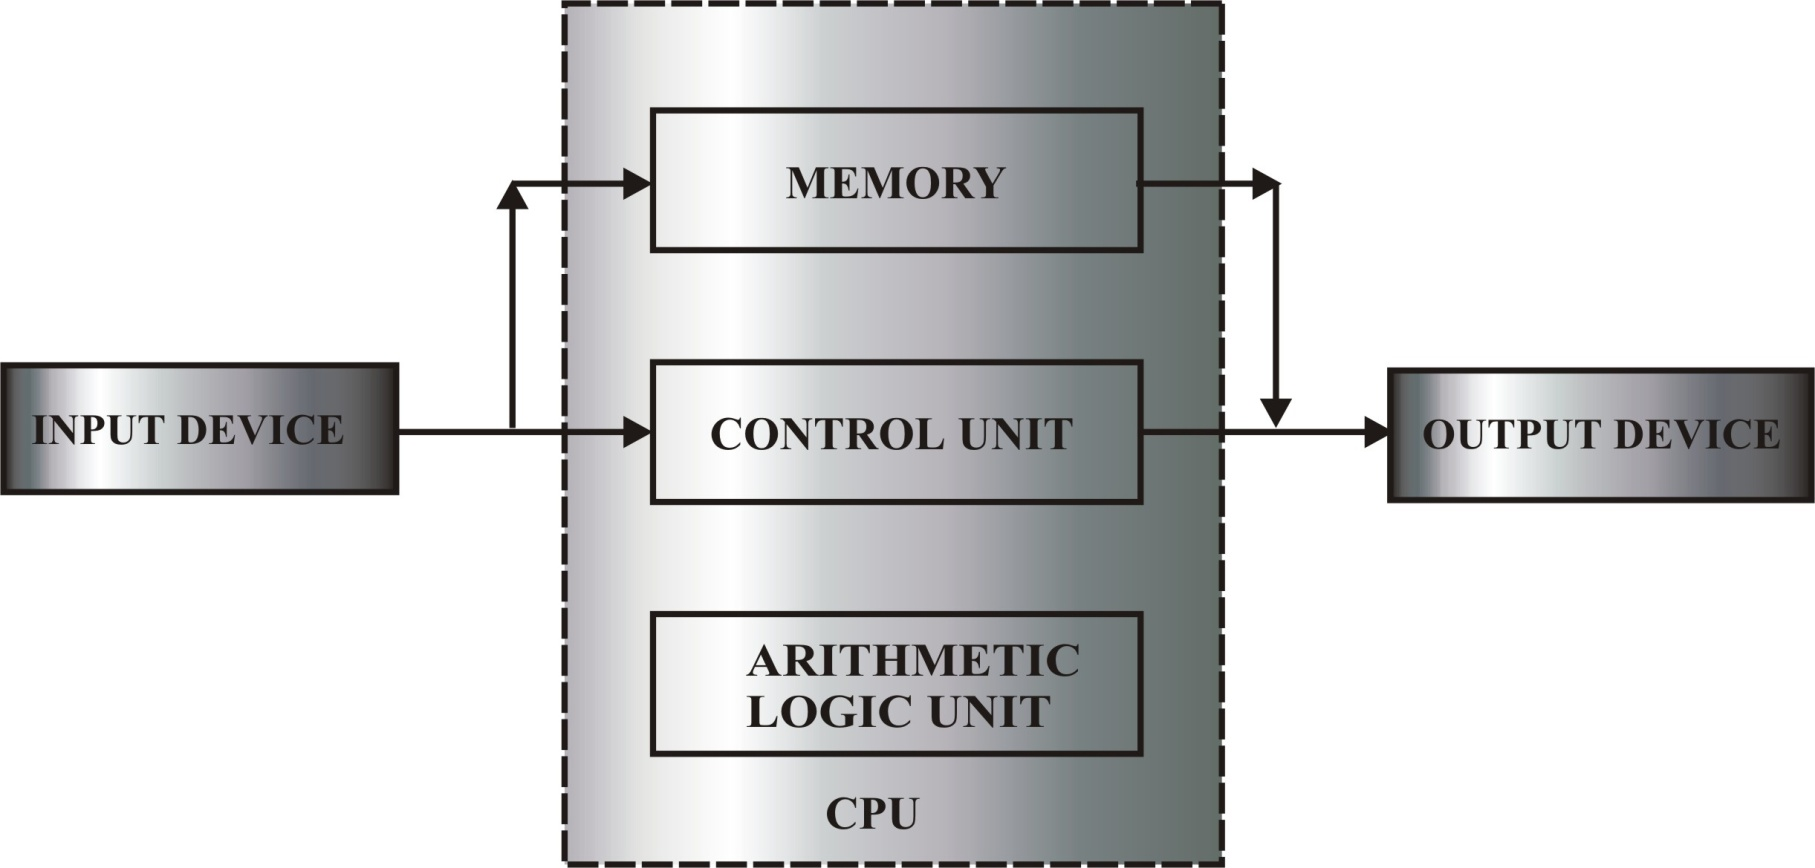 MEMORY
INPUT DEVICE
CONTROL UNIT
OUTPUT DEVICE
ARITHMETIC
LOGIC UNIT
CPU